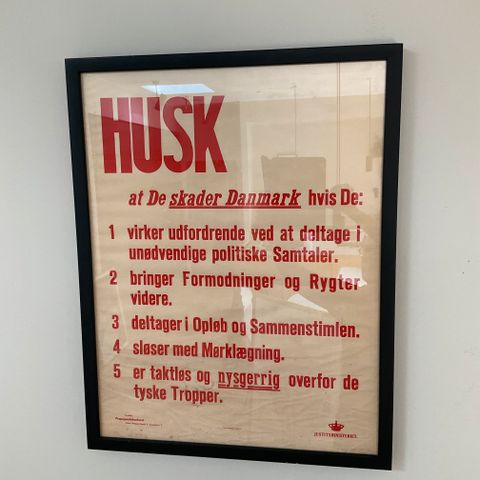 HUSK
at De skader Danmark hvis De:
1 virker udfordrende ved at daltage i
unødvendige politiske Samtaler.
2 bringer Formodninger og Rygter
videre.
3 deltager i Opløb og Sammenstimlen.
4 sløser med Mørklægning.
5 er taktløs og nysgerrig overfor de
tyske Tropper.
JUSTITSMINISTERIET.